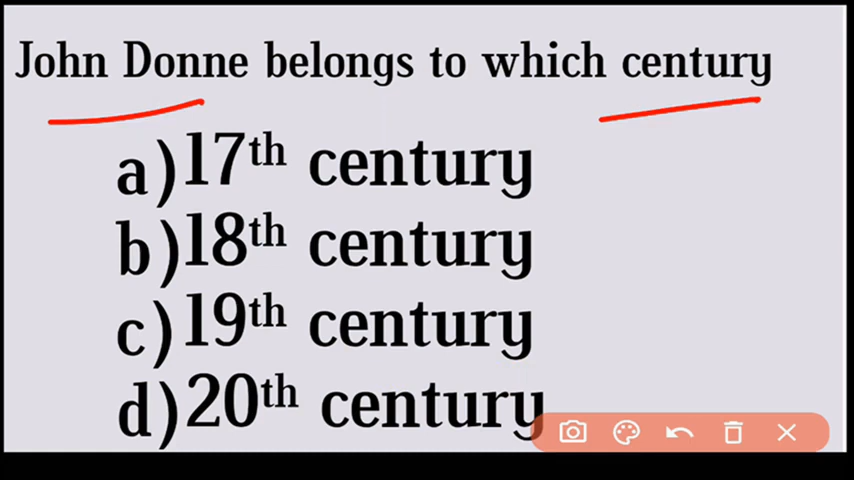 John Donne belongs to which century
a) 17th century
b) 18th century
c) 19th century
d) 20th century